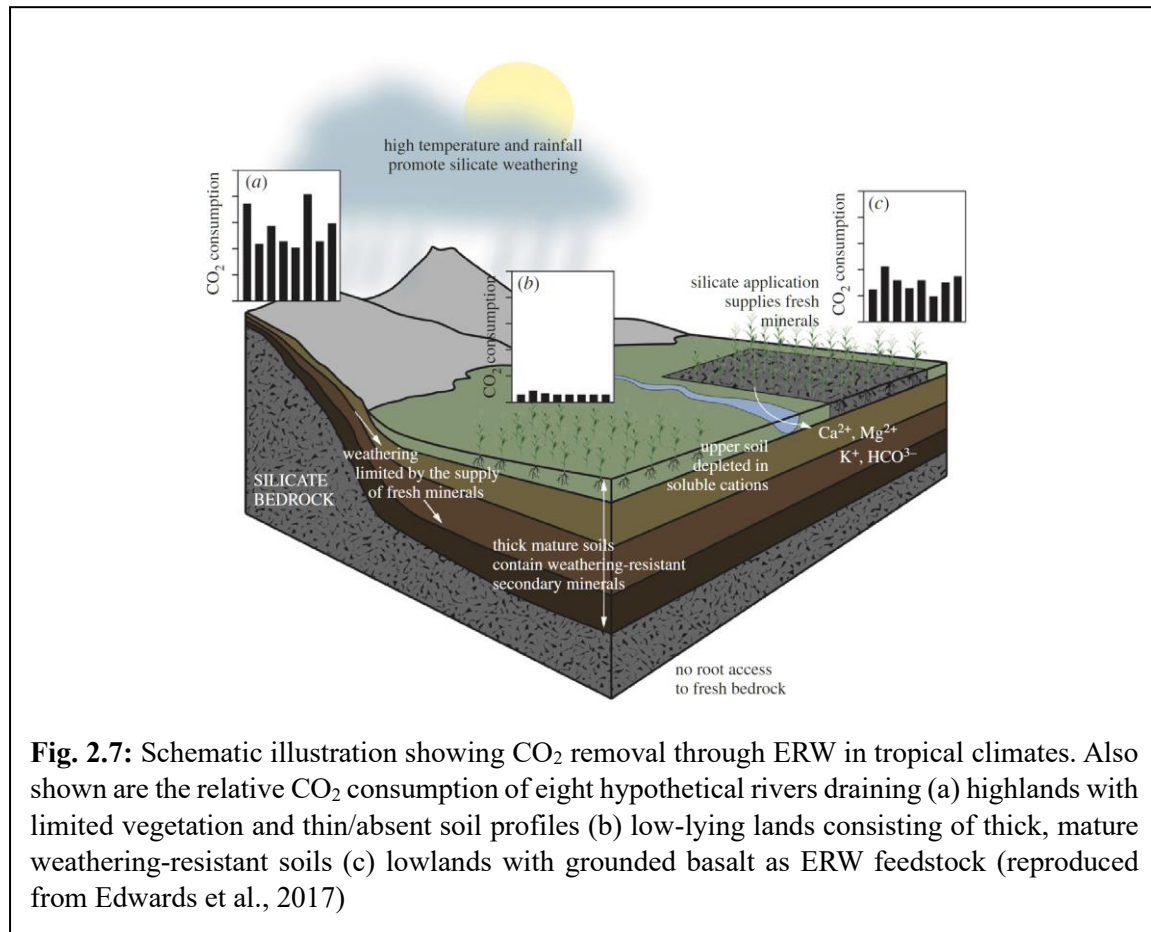 high temperature and rainfall
promote silicate weathering
(a)
CO₂ consumption
(b)
CO₂ consumption
(c)
CO₂ consumption
silicate application
supplies fresh
minerals
Ca²⁺, Mg²⁺
K⁺, HCO³⁻
upper soil
depleted in
soluble cations
weathering
limited by the supply
of fresh minerals
SILICATE
BEDROCK
thick mature soils
contain weathering-resistant
secondary minerals
no root access
to fresh bedrock
Fig. 2.7: Schematic illustration showing CO₂ removal through ERW in tropical climates. Also
shown are the relative CO₂ consumption of eight hypothetical rivers draining (a) highlands with
limited vegetation and thin/absent soil profiles (b) low-lying lands consisting of thick, mature
weathering-resistant soils (c) lowlands with grounded basalt as ERW feedstock (reproduced
from Edwards et al., 2017)